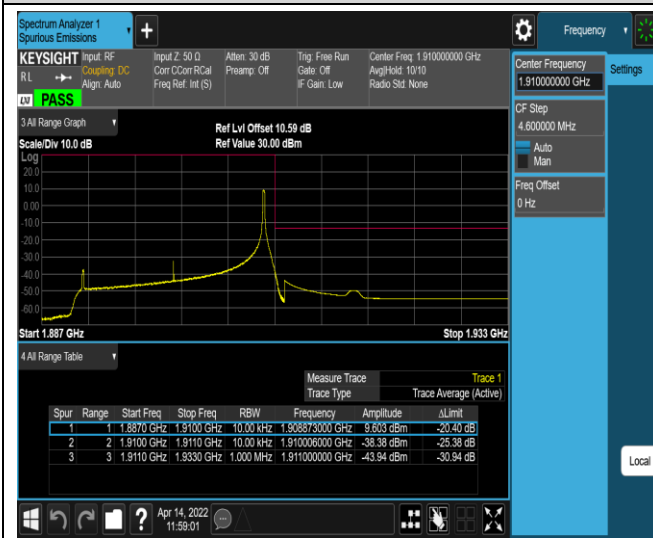 Spectrum Analyzer 1
Spurious Emissions
+
Frequency
KEYSIGHT
RL
Input: RF
Coupling: DC
Align: Auto
Input Z: 50 Ω
Corr CCorr RCal
Freq Ref: Int (S)
Atten: 30 dB
Preamp: Off
Trig: Free Run
Gate: Off
IF Gain: Low
Center Freq: 1.910000000 GHz
Avg|Hold: 10/10
Radio Std: None
LXI PASS
Center Frequency
1.910000000 GHz
Settings
CF Step
4.600000 MHz
Auto
Man
Freq Offset
0 Hz
3 All Range Graph
Scale/Div 10.0 dB
Ref Lvl Offset 10.59 dB
Ref Value 30.00 dBm
Log
20.0
10.0
0.00
-10.0
-20.0
-30.0
-40.0
-50.0
-60.0
Start 1.887 GHz
Stop 1.933 GHz
4 All Range Table
Measure Trace Trace 1
Trace Type Trace Average (Active)
Spur Range Start Freq Stop Freq RBW Frequency Amplitude ΔLimit
1 1 1.8870 GHz 1.9100 GHz 10.00 kHz 1.908873000 GHz 9.603 dBm -20.40 dB
2 2 1.9100 GHz 1.9110 GHz 10.00 kHz 1.910006000 GHz -38.38 dBm -25.38 dB
3 3 1.9110 GHz 1.9330 GHz 1.000 MHz 1.911000000 GHz -43.94 dBm -30.94 dB
Local
?
Apr 14, 2022
11:59:01